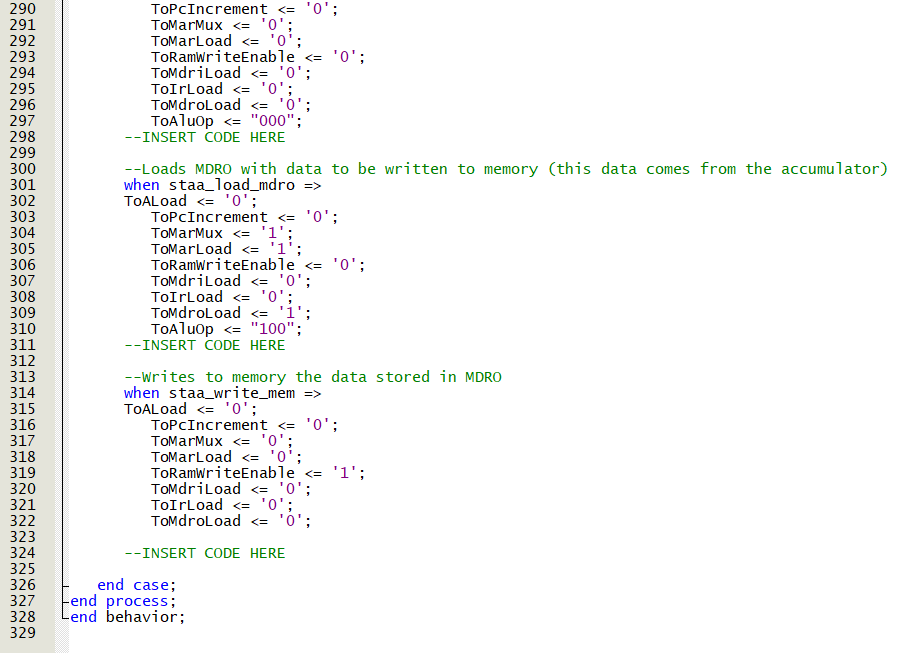 290 ToPcIncrement <= '0';
291 ToMarMux <= '0';
292 ToMarLoad <= '0';
293 ToRamWriteEnable <= '0';
294 ToMdriLoad <= '0';
295 ToIrLoad <= '0';
296 ToMdroLoad <= '0';
297 ToAluOp <= "000";
298 --INSERT CODE HERE
299
300 --Loads MDRO with data to be written to memory (this data comes from the accumulator)
301 when staa_load_mdro =>
302 ToALoad <= '0';
303 ToPcIncrement <= '0';
304 ToMarMux <= '1';
305 ToMarLoad <= '1';
306 ToRamWriteEnable <= '0';
307 ToMdriLoad <= '0';
308 ToIrLoad <= '0';
309 ToMdroLoad <= '1';
310 ToAluOp <= "100";
311 --INSERT CODE HERE
312
313 --Writes to memory the data stored in MDRO
314 when staa_write_mem =>
315 ToALoad <= '0';
316 ToPcIncrement <= '0';
317 ToMarMux <= '0';
318 ToMarLoad <= '0';
319 ToRamWriteEnable <= '1';
320 ToMdriLoad <= '0';
321 ToIrLoad <= '0';
322 ToMdroLoad <= '0';
323
324 --INSERT CODE HERE
325
326 end case;
327 end process;
328 end behavior;
329